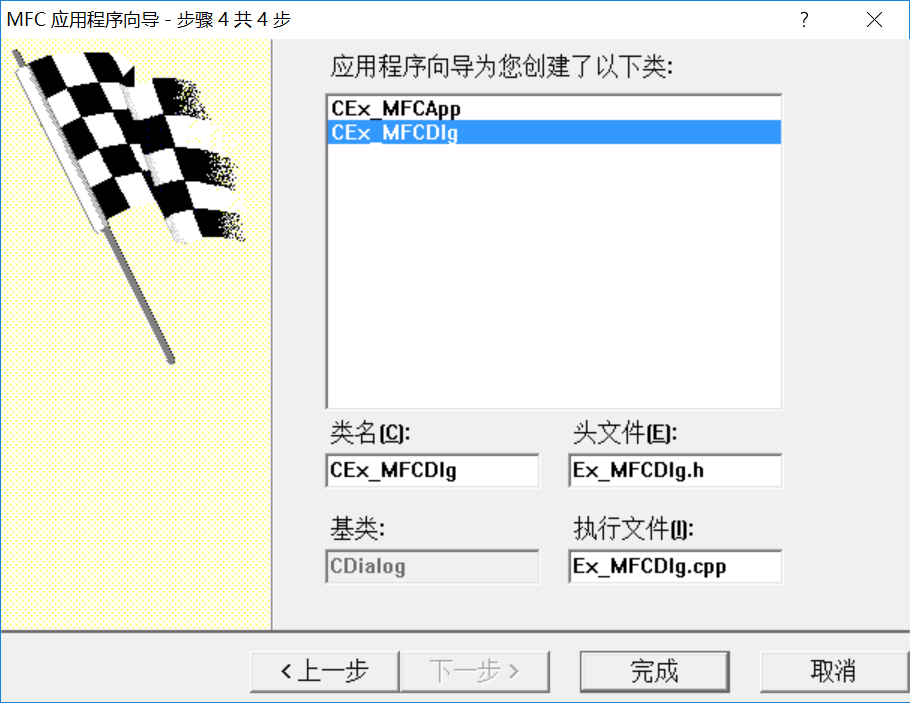 MFC 应用程序向导 - 步骤 4 共 4 步
应用程序向导为您创建了以下类:
CEx_MFCApp
CEx_MFCDlg
类名(C): 头文件(E):
CEx_MFCDlg Ex_MFCDlg.h
基类: 执行文件(I):
CDialog Ex_MFCDlg.cpp
< 上一步 下一步 > 完成 取消